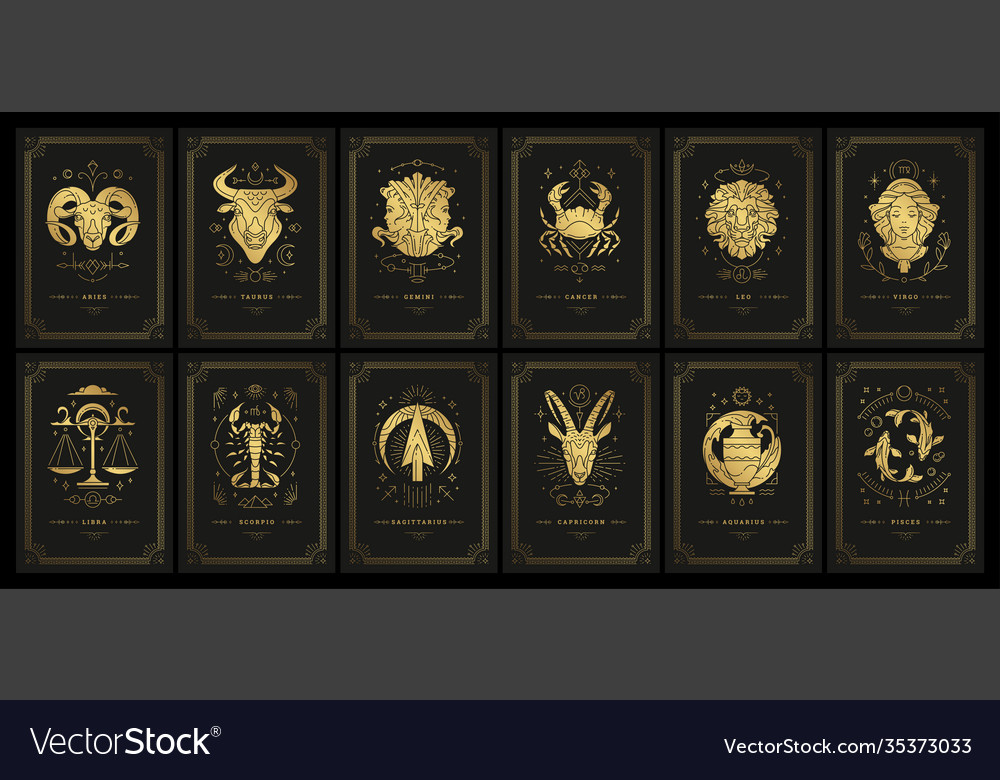 ARIES
TAURUS
GEMINI
CANCER
LEO
VIRGO
LIBRA
SCORPIO
SAGITTARIUS
CAPRICORN
AQUARIUS
PISCES
VectorStock®
VectorStock.com/35373033